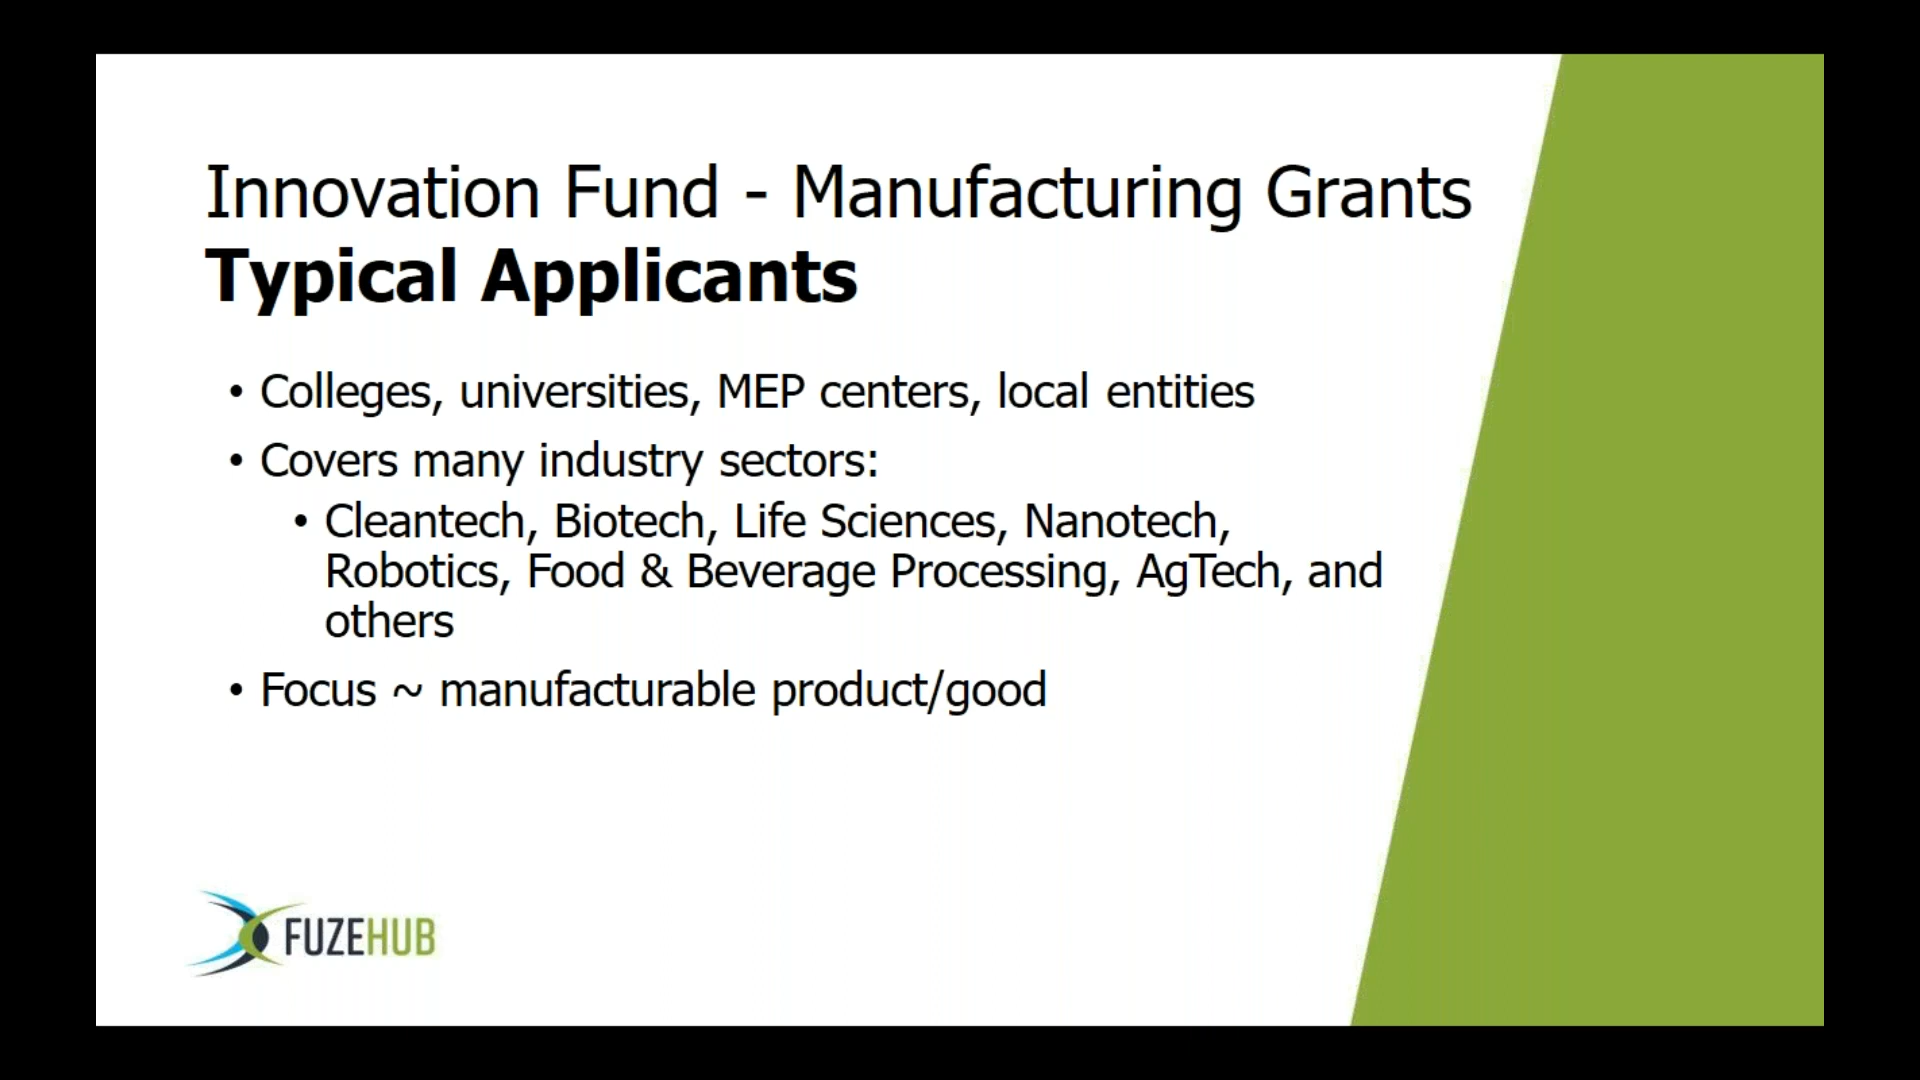 Innovation Fund - Manufacturing Grants
Typical Applicants
• Colleges, universities, MEP centers, local entities
• Covers many industry sectors:
• Cleantech, Biotech, Life Sciences, Nanotech,
Robotics, Food & Beverage Processing, AgTech, and
others
• Focus ~ manufacturable product/good
FUZEHUB